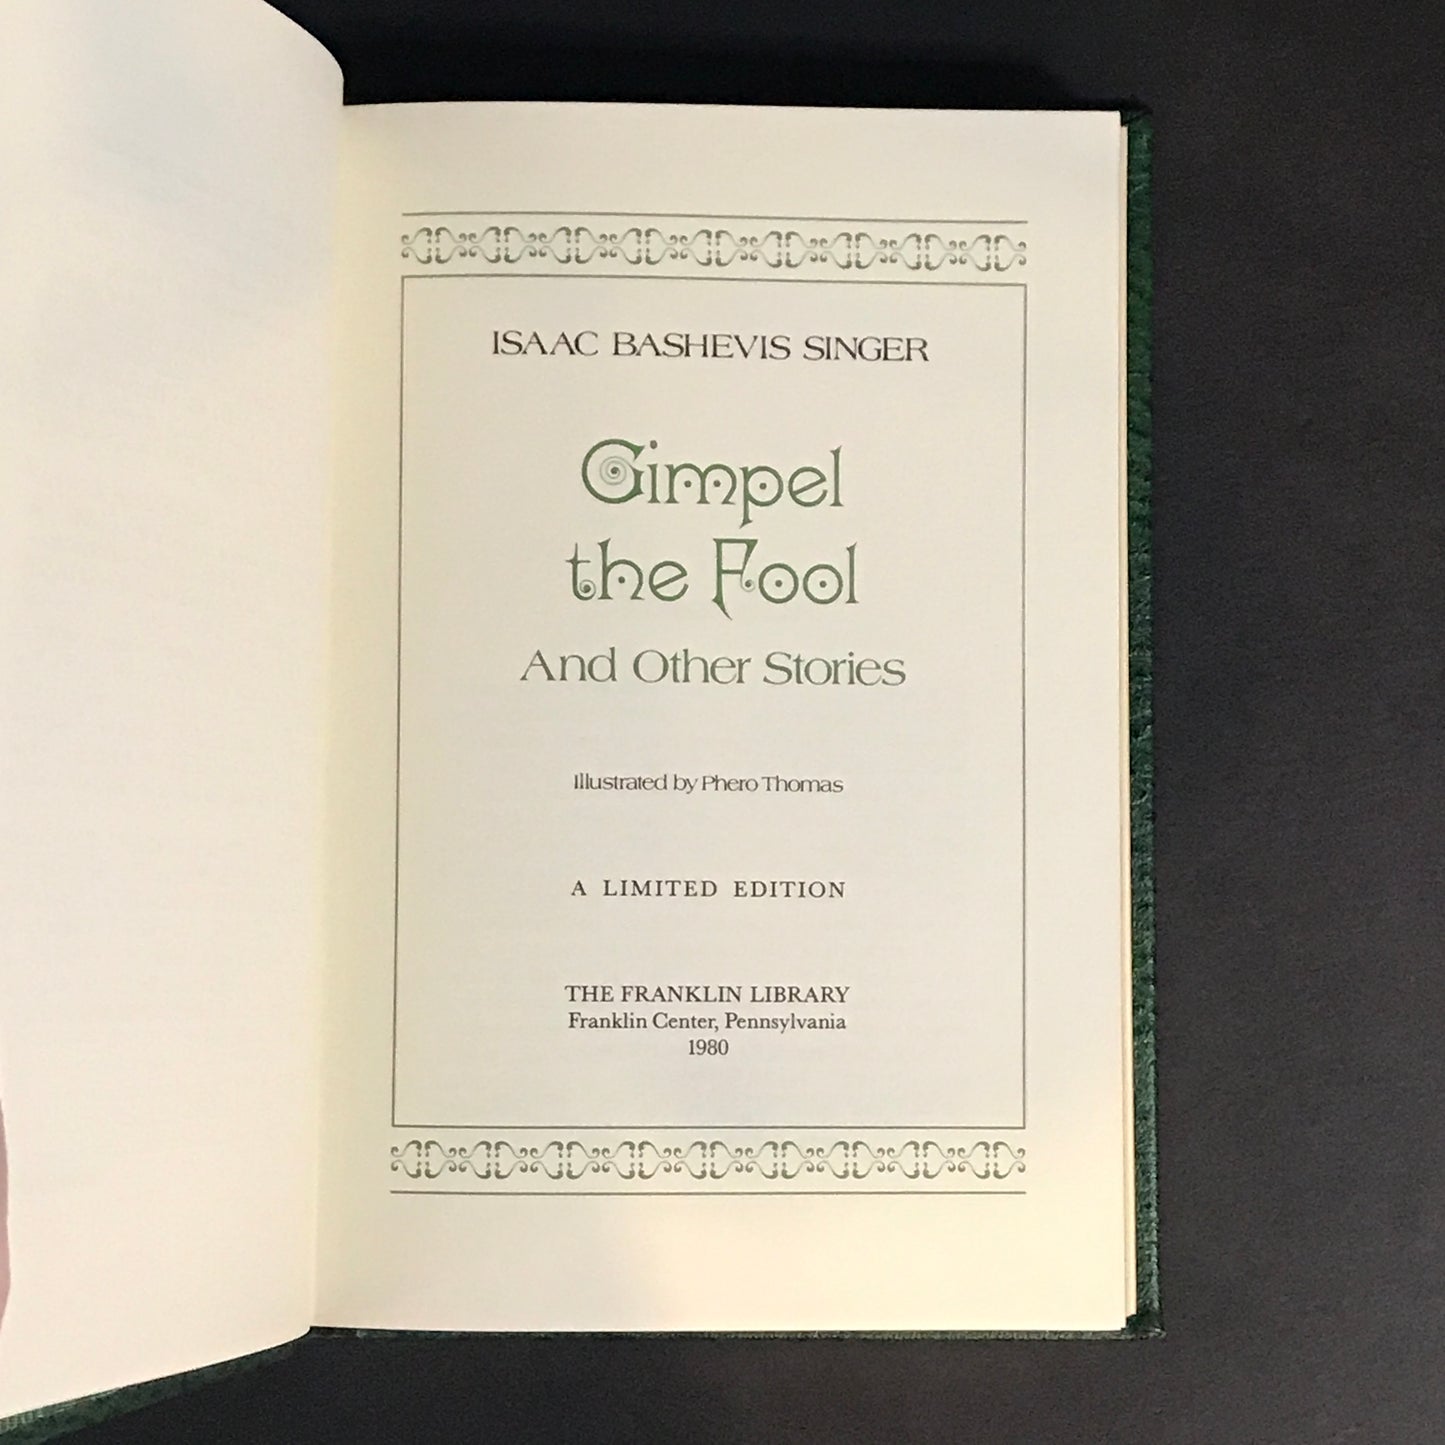 ISAAC BASHEVIS SINGER
Gimpel
the Fool
And Other Stories
Illustrated by Phero Thomas
A LIMITED EDITION
THE FRANKLIN LIBRARY
Franklin Center, Pennsylvania
1980